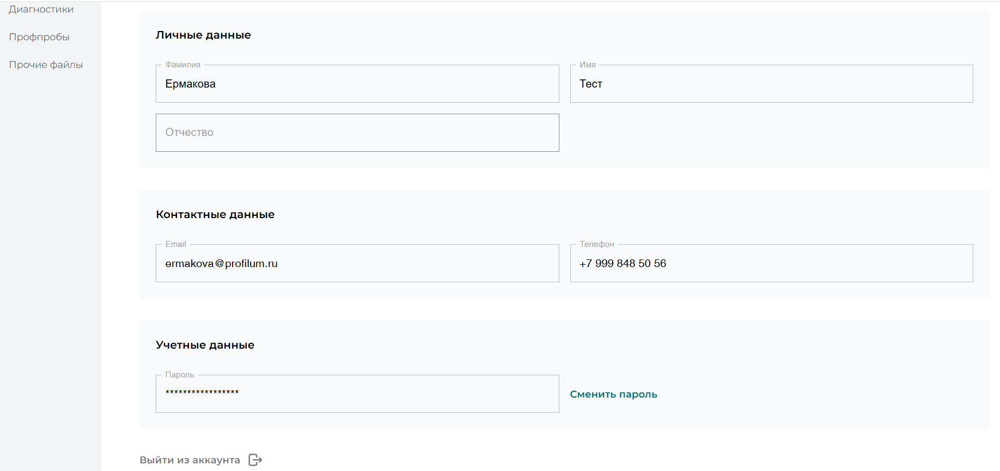 Диагностики
Профпробы
Прочие файлы
Личные данные
Фамилия
Ермакова
Имя
Тест
Отчество
Контактные данные
Email
ermakova@profilum.ru
Телефон
+7 999 848 50 56
Учетные данные
Пароль
*****************
Сменить пароль
Выйти из аккаунта